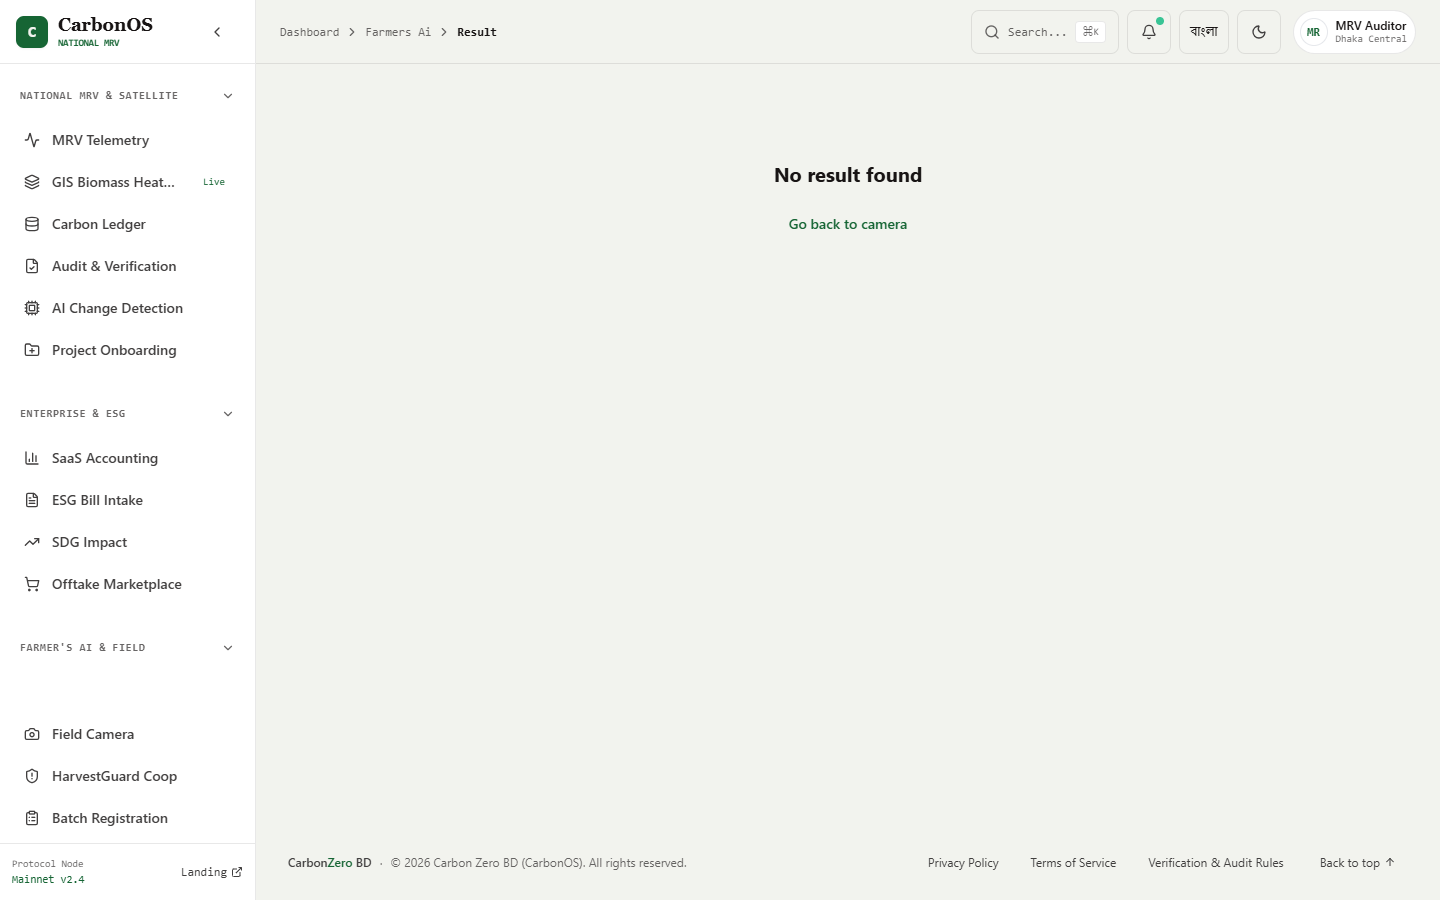 C
CarbonOS
NATIONAL MRV
Dashboard > Farmers Ai > Result
Search... ⌘K
বাংলা
MR
MRV Auditor
Dhaka Central
NATIONAL MRV & SATELLITE
MRV Telemetry
GIS Biomass Heat... Live
Carbon Ledger
Audit & Verification
AI Change Detection
Project Onboarding
ENTERPRISE & ESG
SaaS Accounting
ESG Bill Intake
SDG Impact
Offtake Marketplace
FARMER'S AI & FIELD
Field Camera
HarvestGuard Coop
Batch Registration
Protocol Node
Mainnet v2.4
Landing
No result found
Go back to camera
CarbonZero BD · © 2026 Carbon Zero BD (CarbonOS). All rights reserved.
Privacy Policy Terms of Service Verification & Audit Rules Back to top ↑